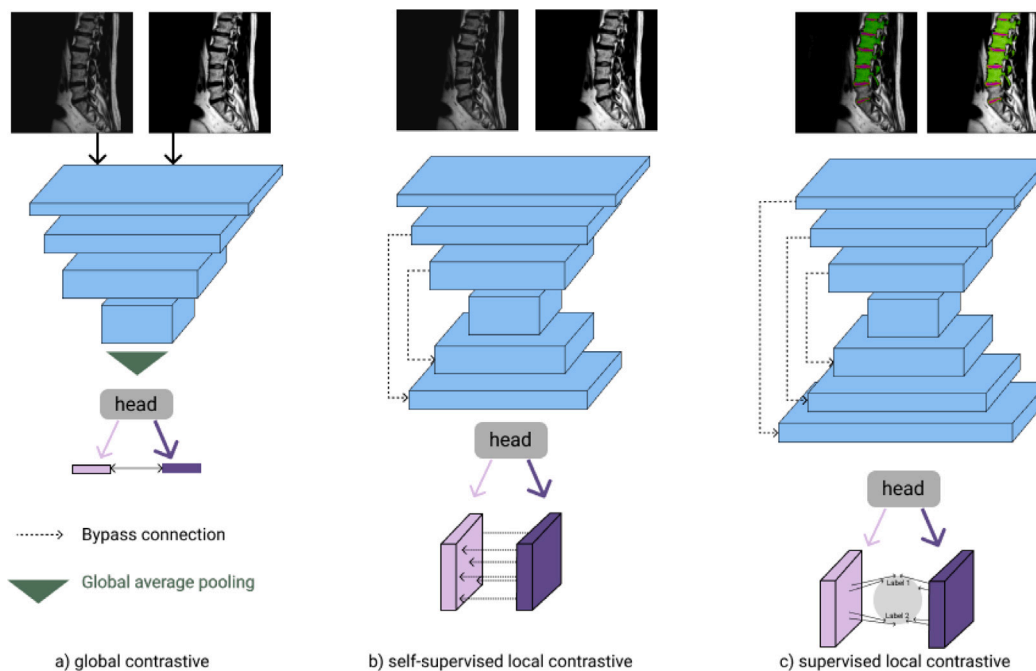 head
head
head
Bypass connection
Global average pooling
Label 1
Label 2
a) global contrastive
b) self-supervised local contrastive
c) supervised local contrastive